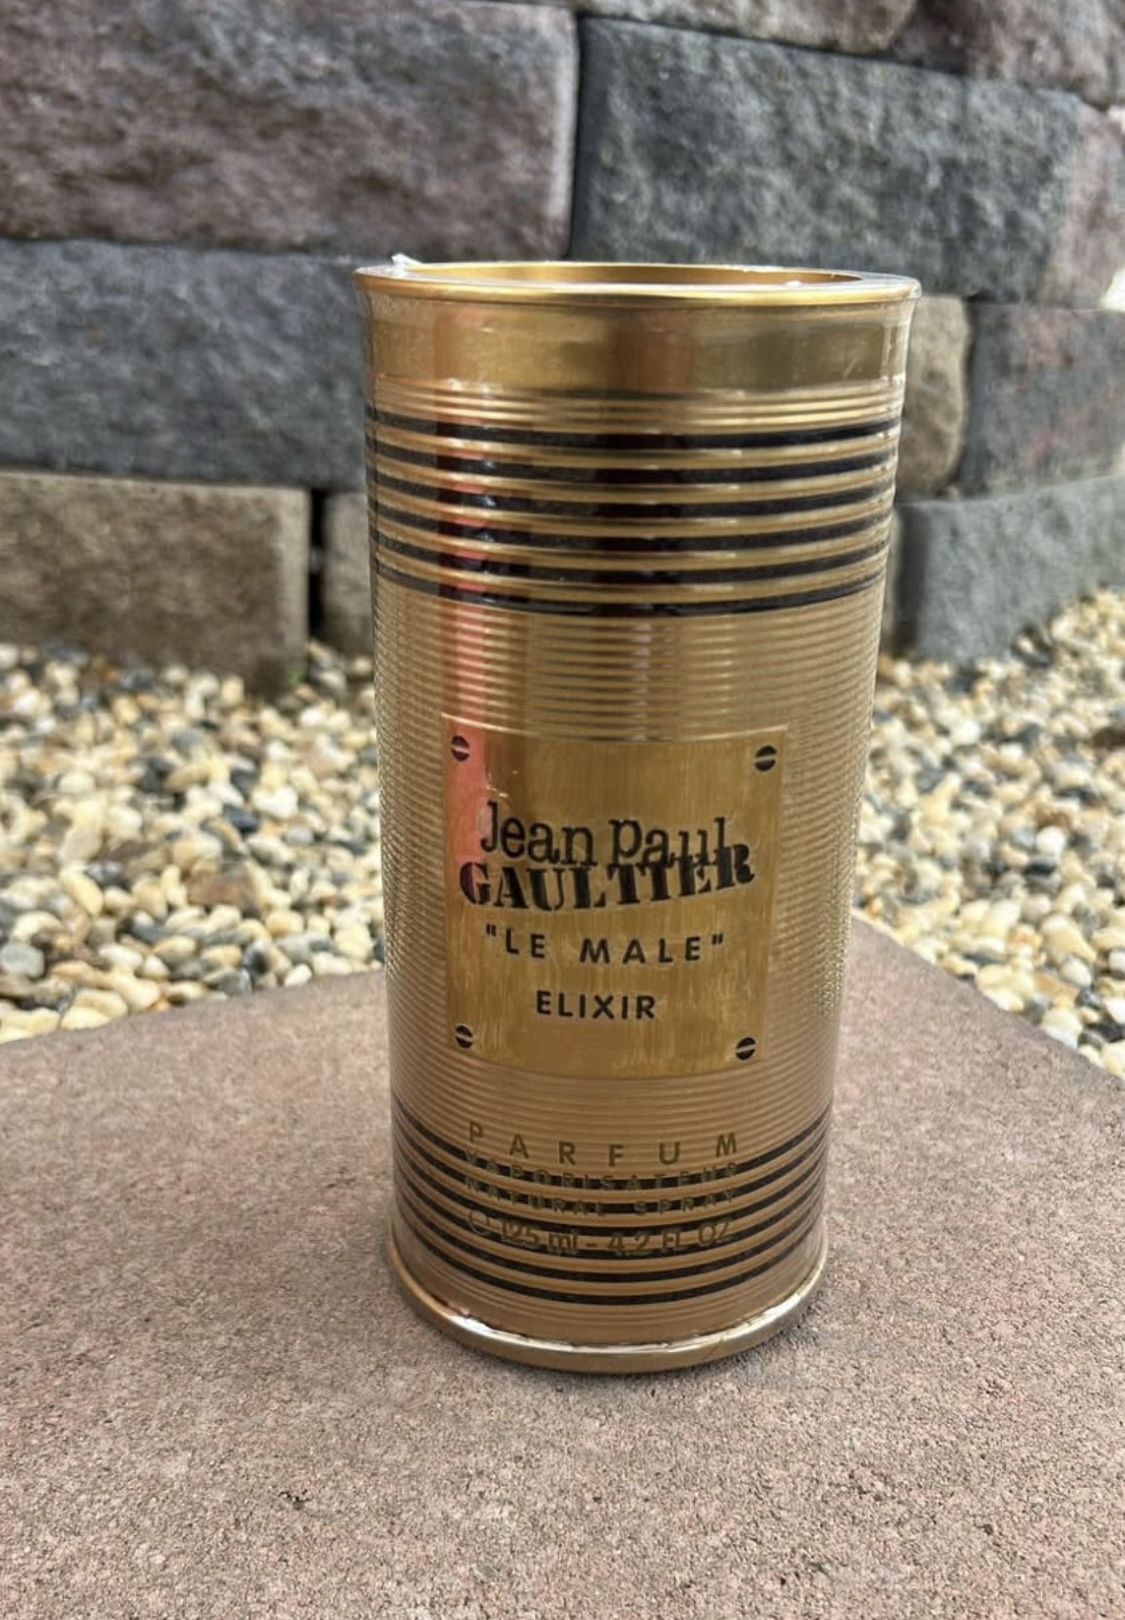 Jean Paul
GAULTIER
"LE MALE"
ELIXIR
PARFUM
VAPORISATEUR
NATURAL SPRAY
℮ 125 ml - 4.2 FL OZ